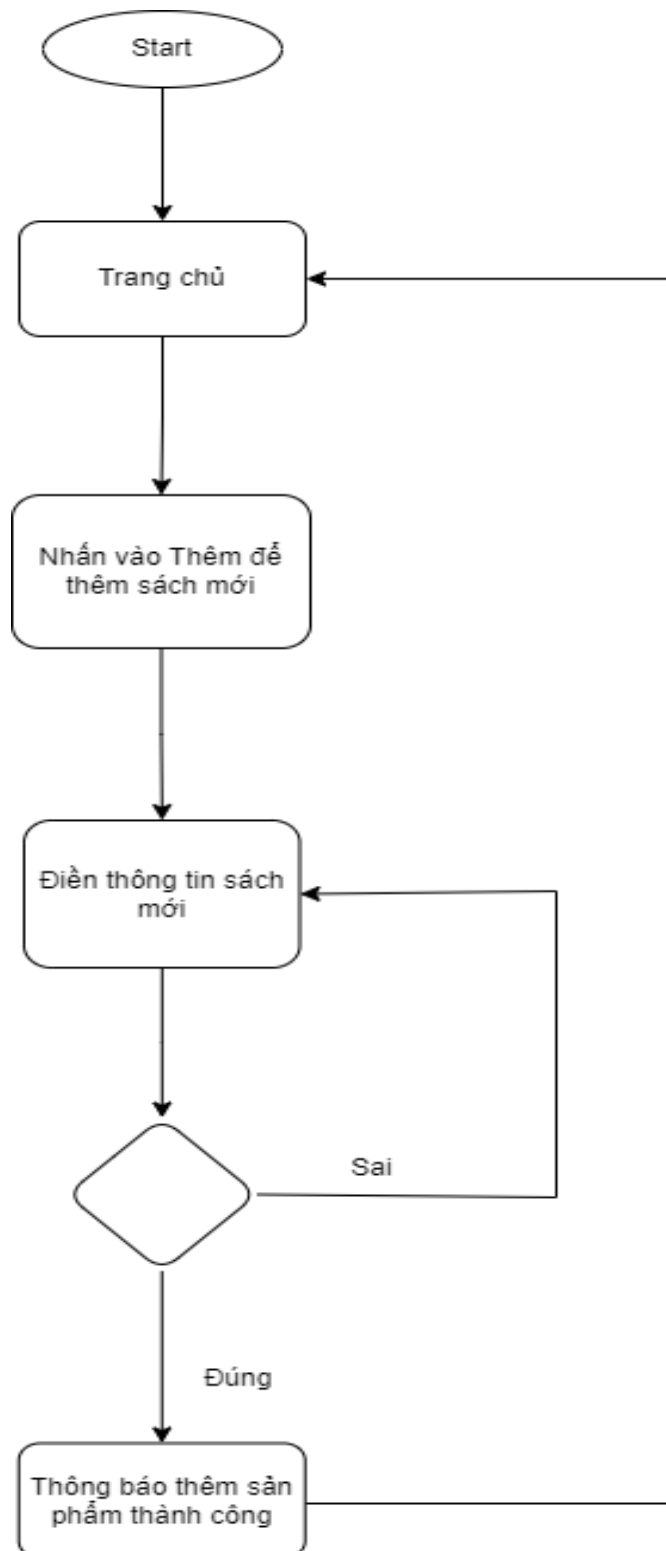 Start
Trang chủ
Nhấn vào Thêm để
thêm sách mới
Điền thông tin sách
mới
Sai
Đúng
Thông báo thêm sản
phẩm thành công